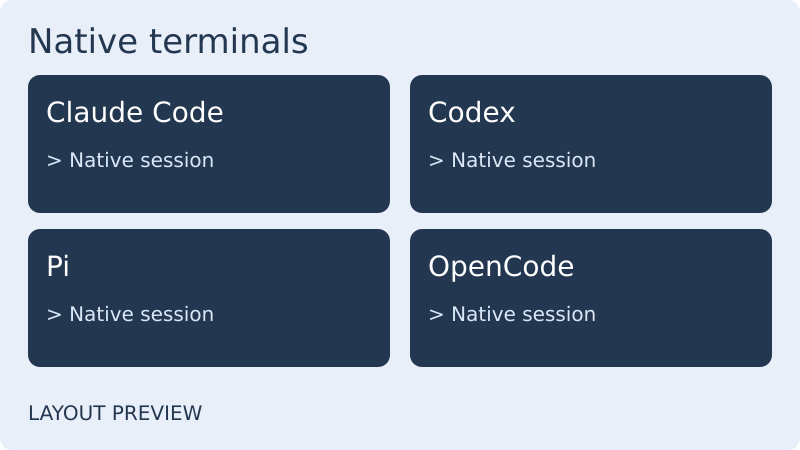 Native terminals
Claude Code
> Native session
Codex
> Native session
Pi
> Native session
OpenCode
> Native session
LAYOUT PREVIEW